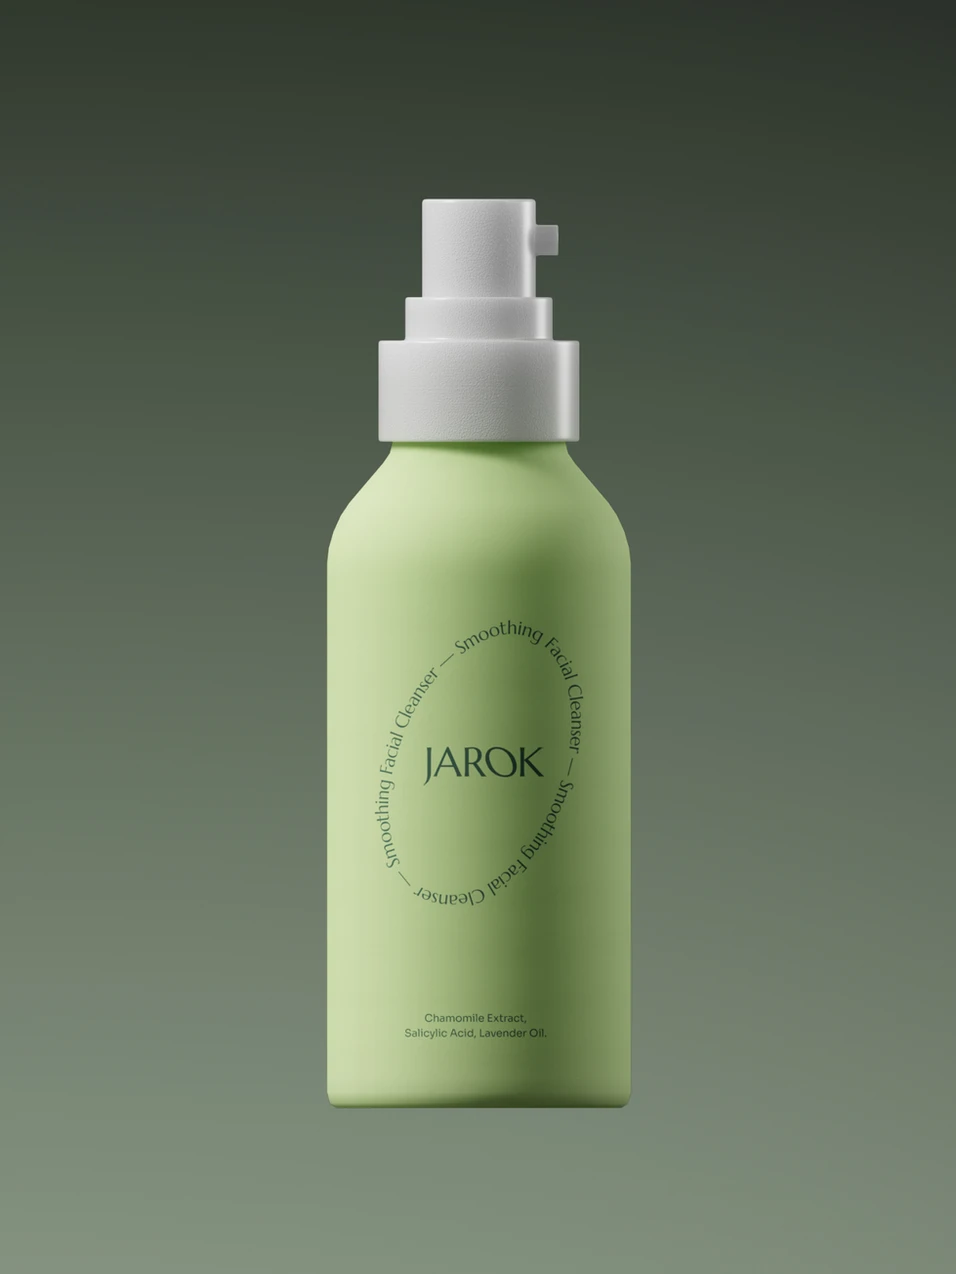 Smoothing Facial Cleanser — Smoothing Facial Cleanser — Smoothing Facial Cleanser —
JAROK
Chamomile Extract,
Salicylic Acid, Lavender Oil.